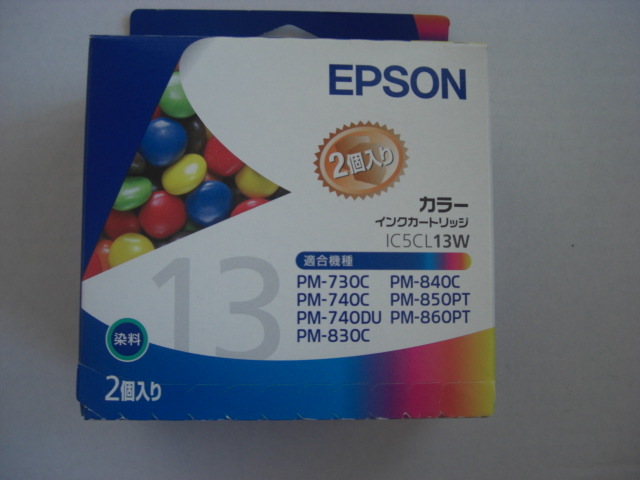 EPSON
2個入り
カラー
インクカートリッジ
IC5CL13W
適合機種
PM-730C PM-840C
PM-740C PM-850PT
PM-740DU PM-860PT
PM-830C
13
染料
2個入り